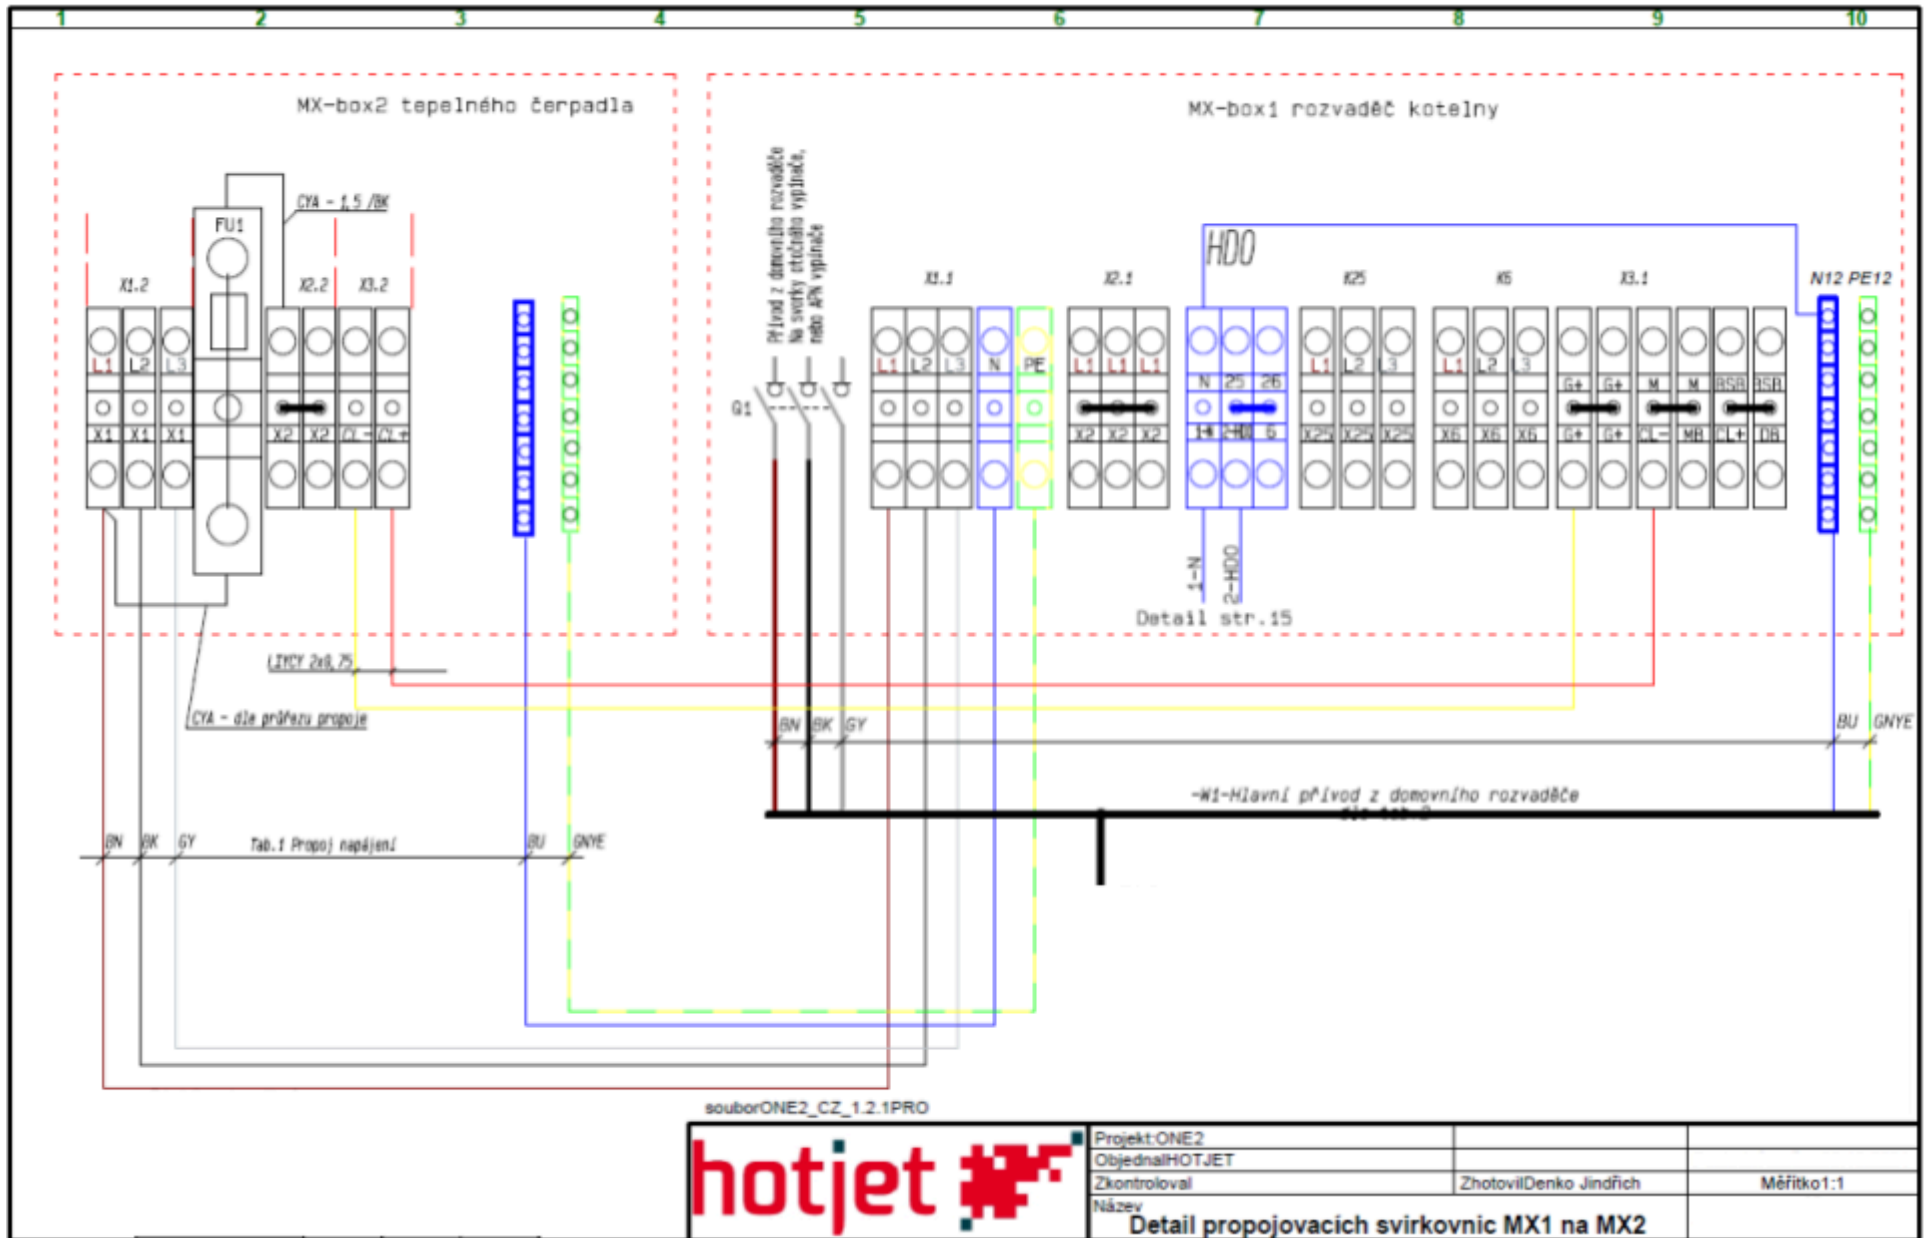 1 2 3 4 5 6 7 8 9 10
MX-box2 tepelného čerpadla
MX-box1 rozvaděč kotelny
Přívod z domovního rozvaděče
Na svorky otočného vypínače,
nebo APN vypínače
CYA - 1,5 /BK
FU1
HDO
X1.2
X2.2 X3.2
X1.1
X2.1
K25
K6
X3.1
N12 PE12
L1 L2 L3
L1 L2 L3 N PE
L1 L1 L1
N 25 26
L1 L2 L3
L1 L2 L3
G+ G+ M M BSB BSB
Q1
X1 X1 X1
X2 X2 CL- CL+
X2 X2 X2
6
X25 X25 X25
X6 X6 X6
G+ G+ CL- MB CL+ DB
1-N
2-HDO
Detail str.15
LIYCY 2x0,75
CYA - dle průřezu propoje
BN BK GY
BU GNYE
-W1-Hlavní přívod z domovního rozvaděče
BN BK GY
Tab.1 Propoj napájení
BU GNYE
souborONE2_CZ_1.2.1PRO
hotjet
Projekt:ONE2
ObjednalHOTJET
Zkontroloval
ZhotovilDenko Jindřich
Měřítko1:1
Název
Detail propojovacich svirkovnic MX1 na MX2